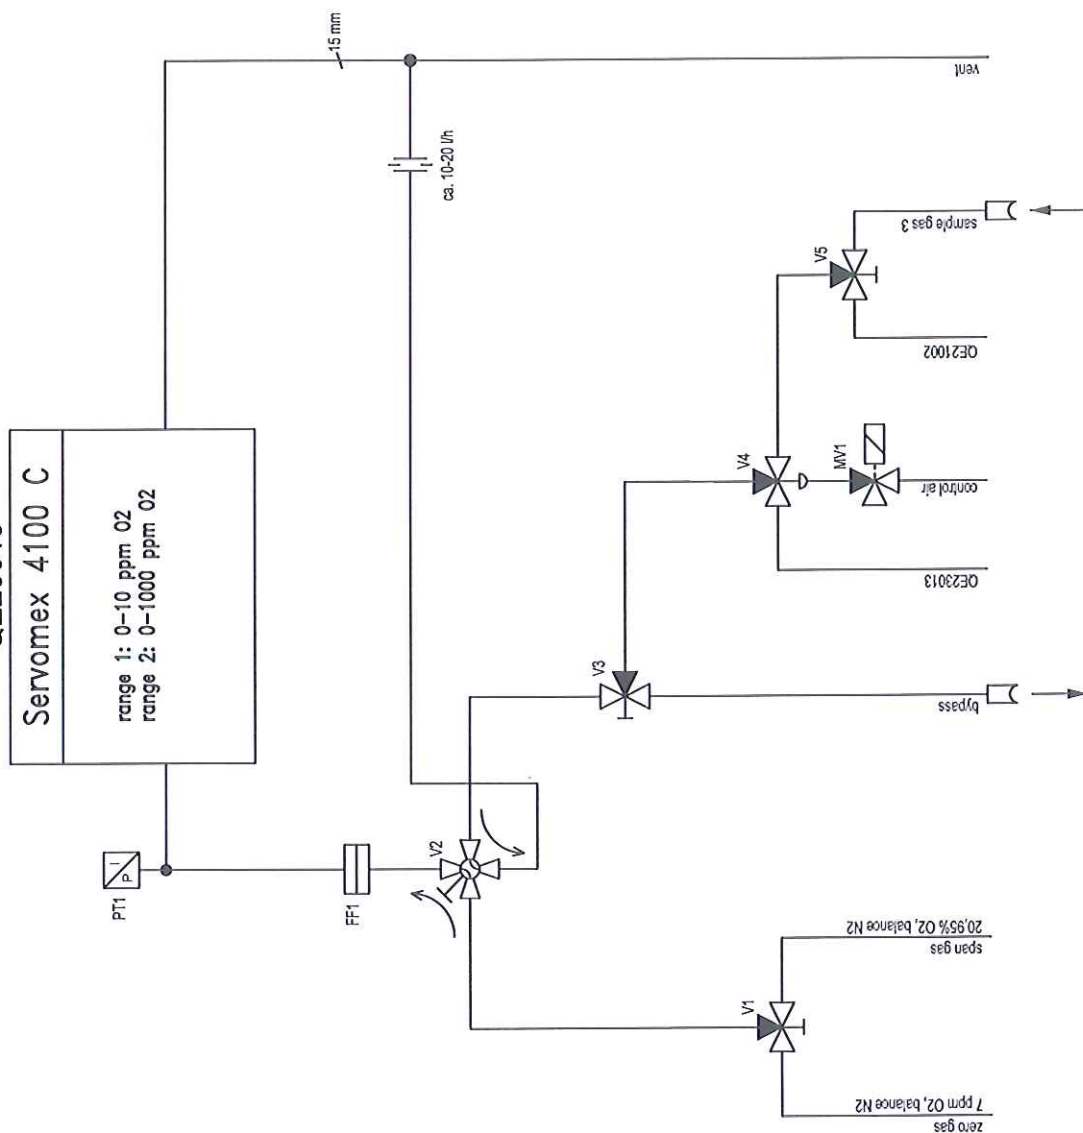 Servomex 4100 C
range 1: 0-10 ppm O2
range 2: 0-1000 ppm O2
15 mm
vent
ca. 10-20 l/h
PT1
P
I
FF1
V2
V3
V4
V5
MV1
V1
sample gas 3
QE21002
control air
QE23013
bypass
20,95% O2, balance N2
span gas
7 ppm O2, balance N2
zero gas